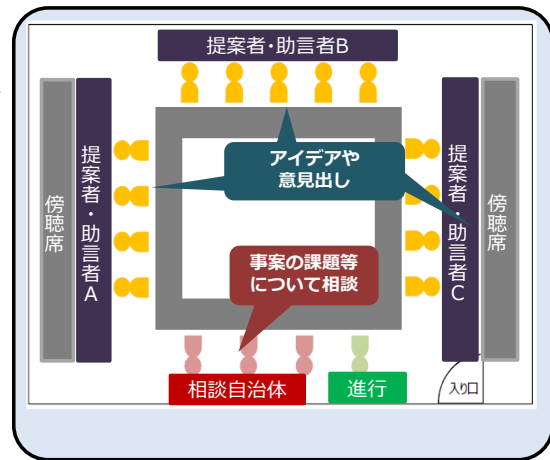 提案者・助言者B
傍聴席
提案者・助言者A
アイデアや
意見出し
提案者・助言者C
傍聴席
事案の課題等
について相談
相談自治体
進行
入り口